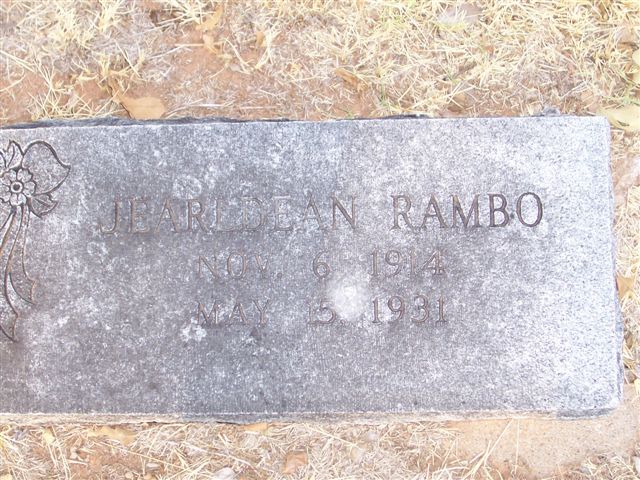 JEARLDEAN RAMBO
NOV. 6 1914
MAY 15, 1931